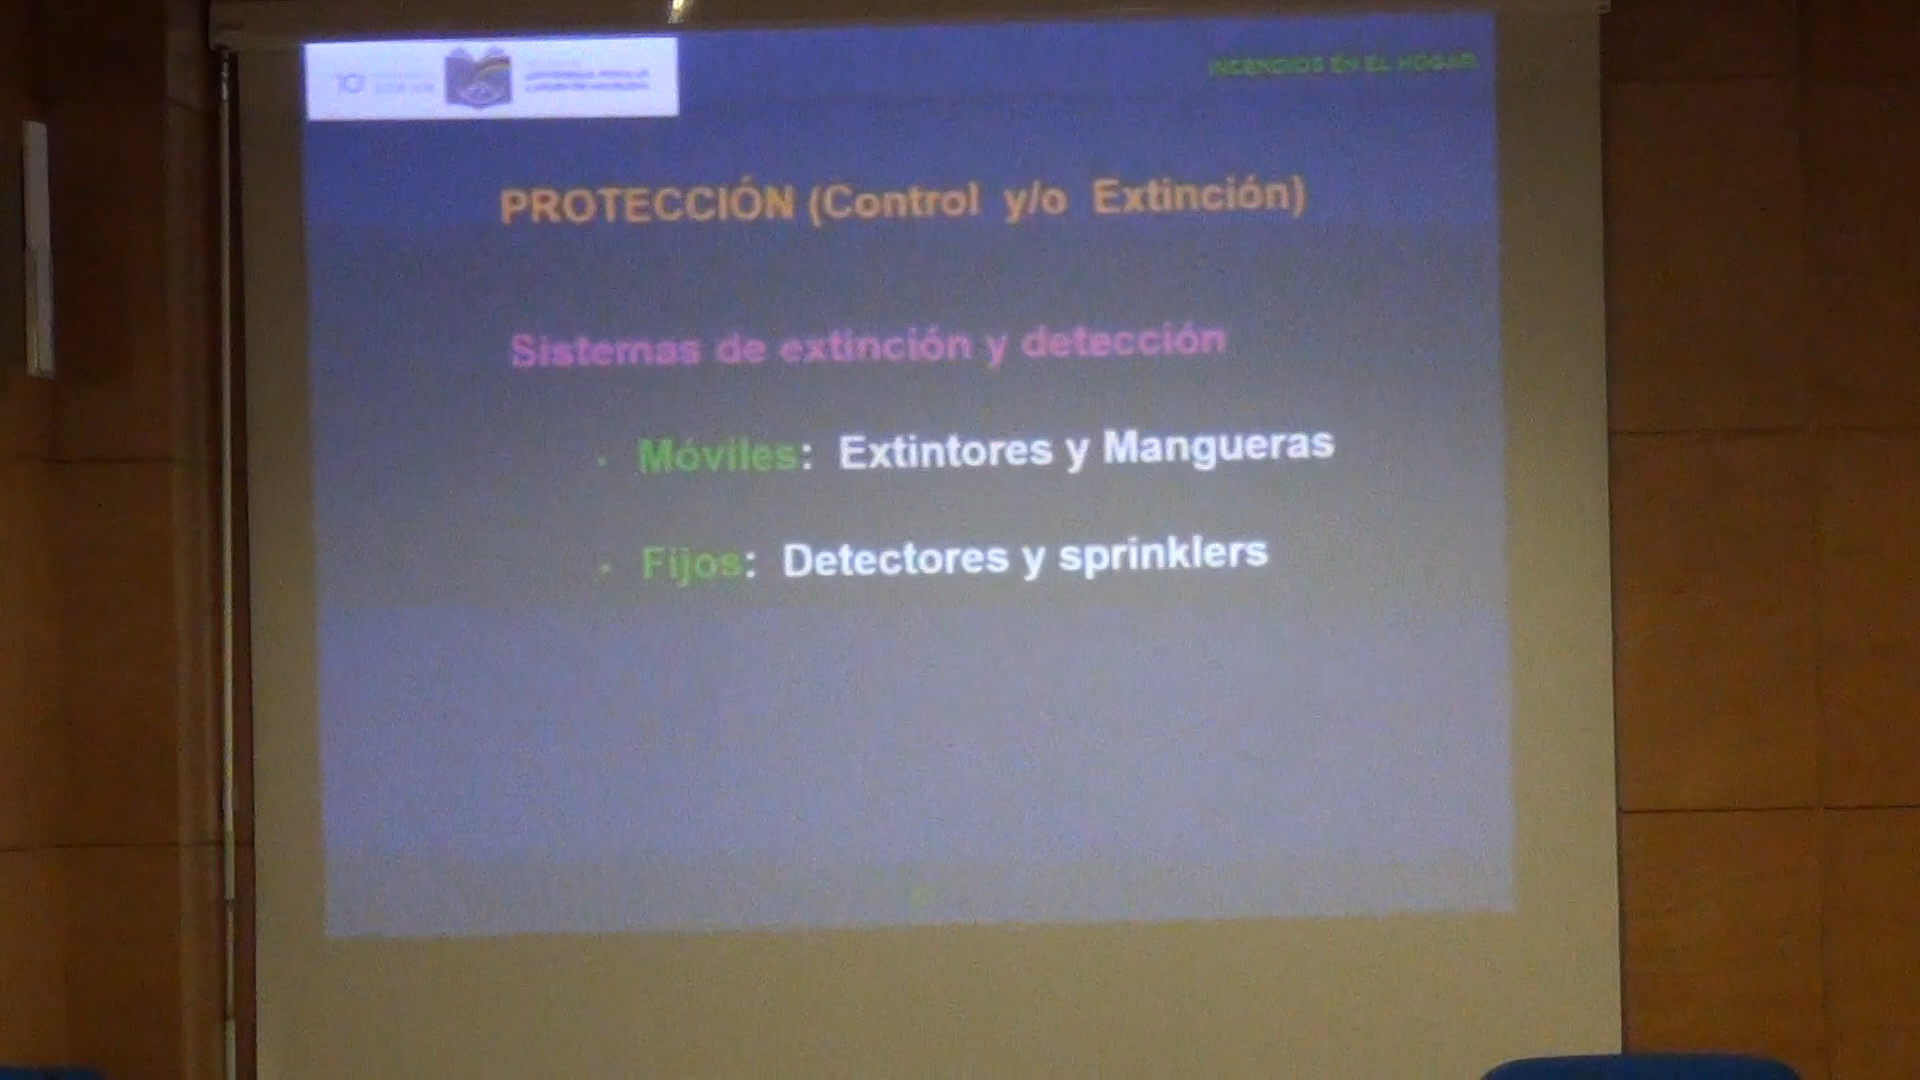 INCENDIOS EN EL HOGAR
PROTECCIÓN (Control y/o Extinción)
Sistemas de extinción y detección
· Móviles: Extintores y Mangueras
· Fijos: Detectores y sprinklers